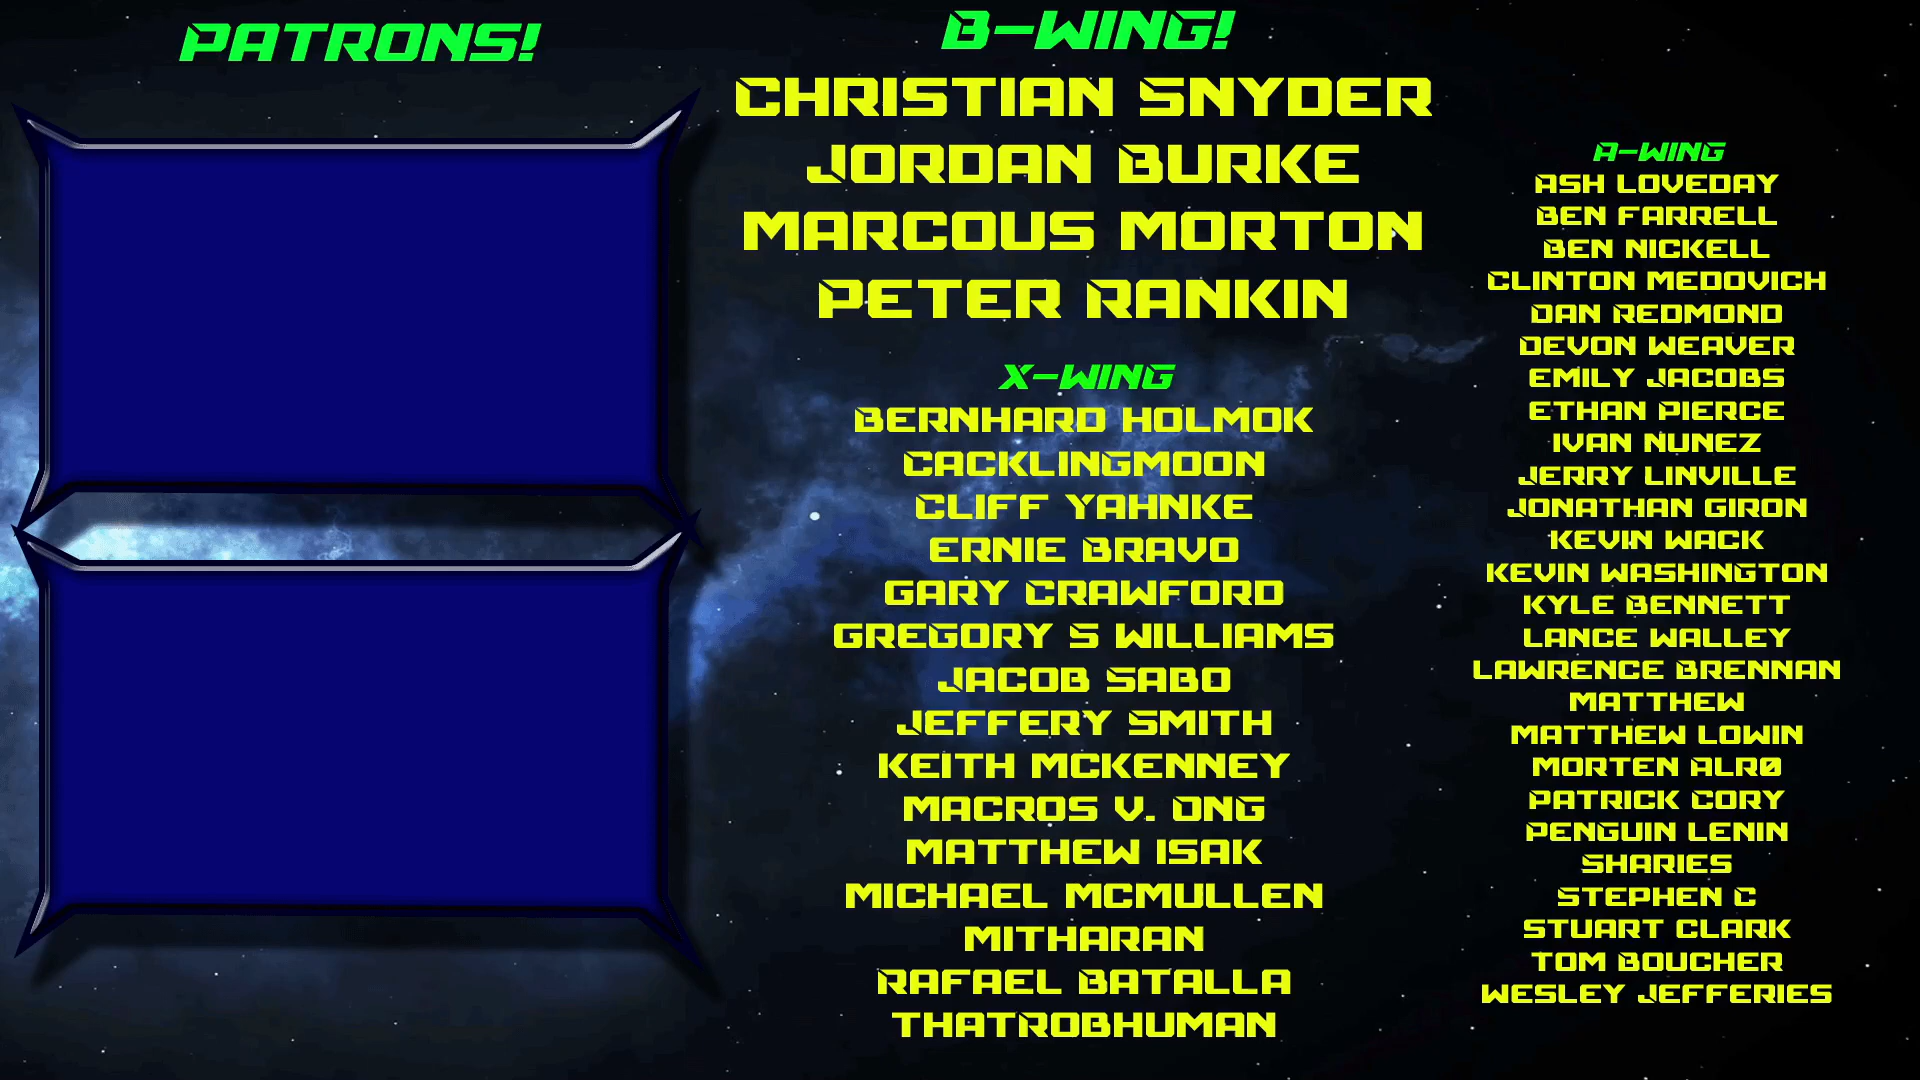 PATRONS!
B-WING!
CHRISTIAN SNYDER
JORDAN BURKE
MARCOUS MORTON
PETER RANKIN
X-WING
BERNHARD HOLMOK
CACKLINGMOON
CLIFF YAHNKE
ERNIE BRAVO
GARY CRAWFORD
GREGORY S WILLIAMS
JACOB SABO
JEFFERY SMITH
KEITH MCKENNEY
MACROS V. ONG
MATTHEW ISAK
MICHAEL MCMULLEN
MITHARAN
RAFAEL BATALLA
THATROBHUMAN
A-WING
ASH LOVEDAY
BEN FARRELL
BEN NICKELL
CLINTON MEDOVICH
DAN REDMOND
DEVON WEAVER
EMILY JACOBS
ETHAN PIERCE
IVAN NUNEZ
JERRY LINVILLE
JONATHAN GIRON
KEVIN WACK
KEVIN WASHINGTON
KYLE BENNETT
LANCE WALLEY
LAWRENCE BRENNAN
MATTHEW
MATTHEW LOWIN
MORTEN ALRØ
PATRICK CORY
PENGUIN LENIN
SHARIES
STEPHEN C
STUART CLARK
TOM BOUCHER
WESLEY JEFFERIES